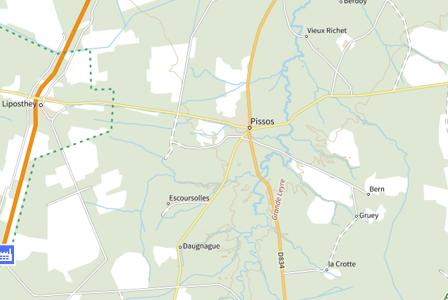 Berdoy
Vieux Richet
Liposthey
Pissos
Bern
Escoursolles
Grande Leyre
Gruey
Daugnague
D834
la Crotte